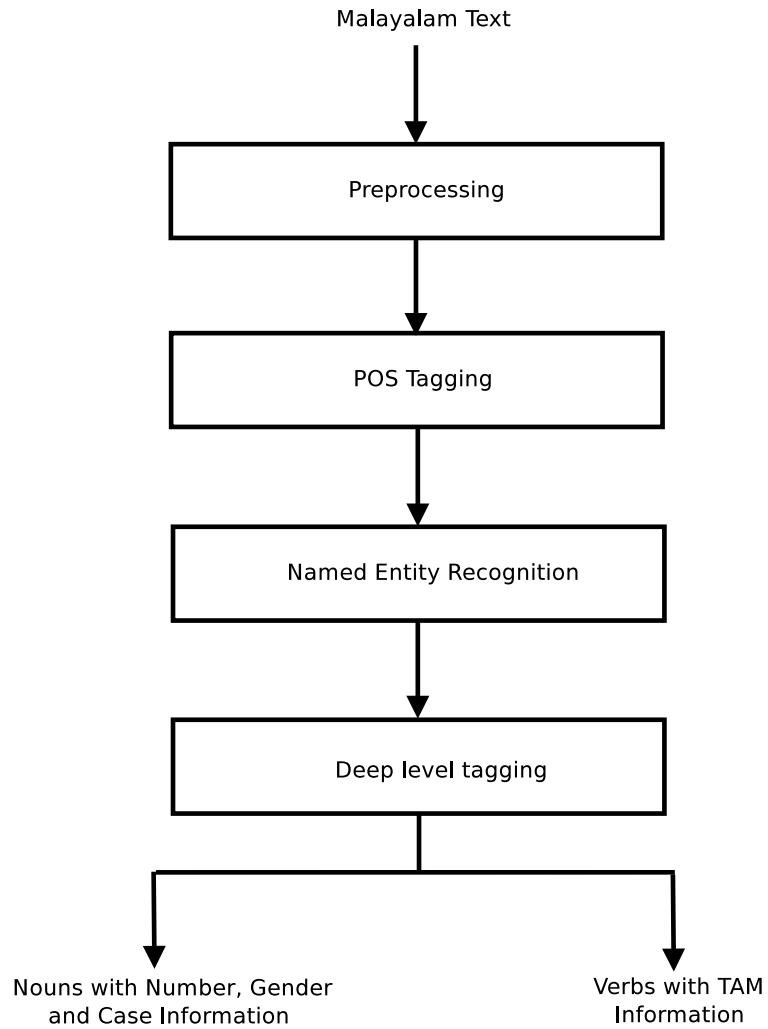 Malayalam Text
Preprocessing
POS Tagging
Named Entity Recognition
Deep level tagging
Nouns with Number, Gender
and Case Information
Verbs with TAM
Information